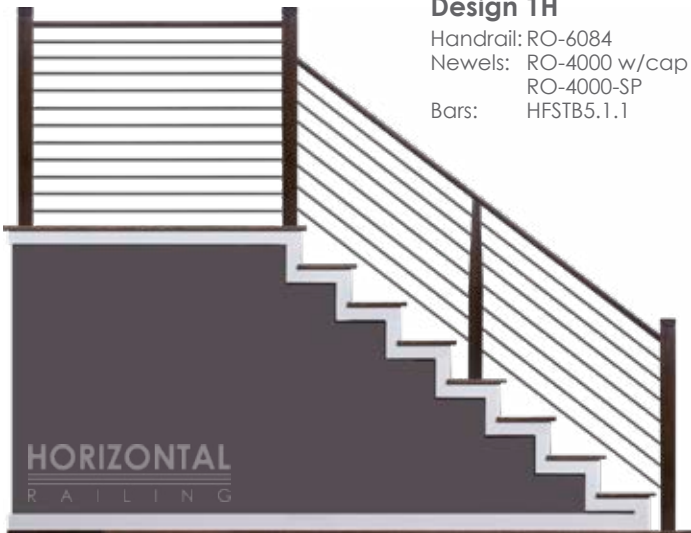 Design 1H
Handrail: RO-6084
Newels: RO-4000 w/cap
RO-4000-SP
Bars: HFSTB5.1.1
HORIZONTAL
RAILING